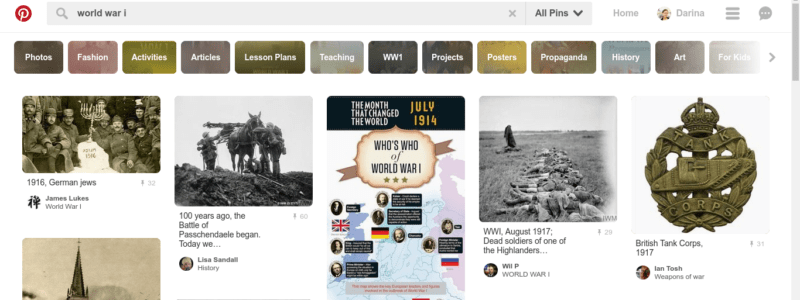 world war i
×
All Pins
Home
Darina
Photos
Fashion
Activities
Articles
Lesson Plans
Teaching
WW1
Projects
Posters
Propaganda
History
Art
For Kids
1916, German jews
32
James Lukes
World War I
100 years ago, the
Battle of
Passchendaele began.
Today we...
60
Lisa Sandall
History
THE MONTH
THAT CHANGED
THE WORLD
JULY
1914
WHO'S WHO
of
WORLD WAR I
IWM
WWI, August 1917;
Dead soldiers of one of
the Highlanders...
29
Wil P
WORLD WAR I
TANK
CORPS
British Tank Corps,
1917
31
Ian Tosh
Weapons of war